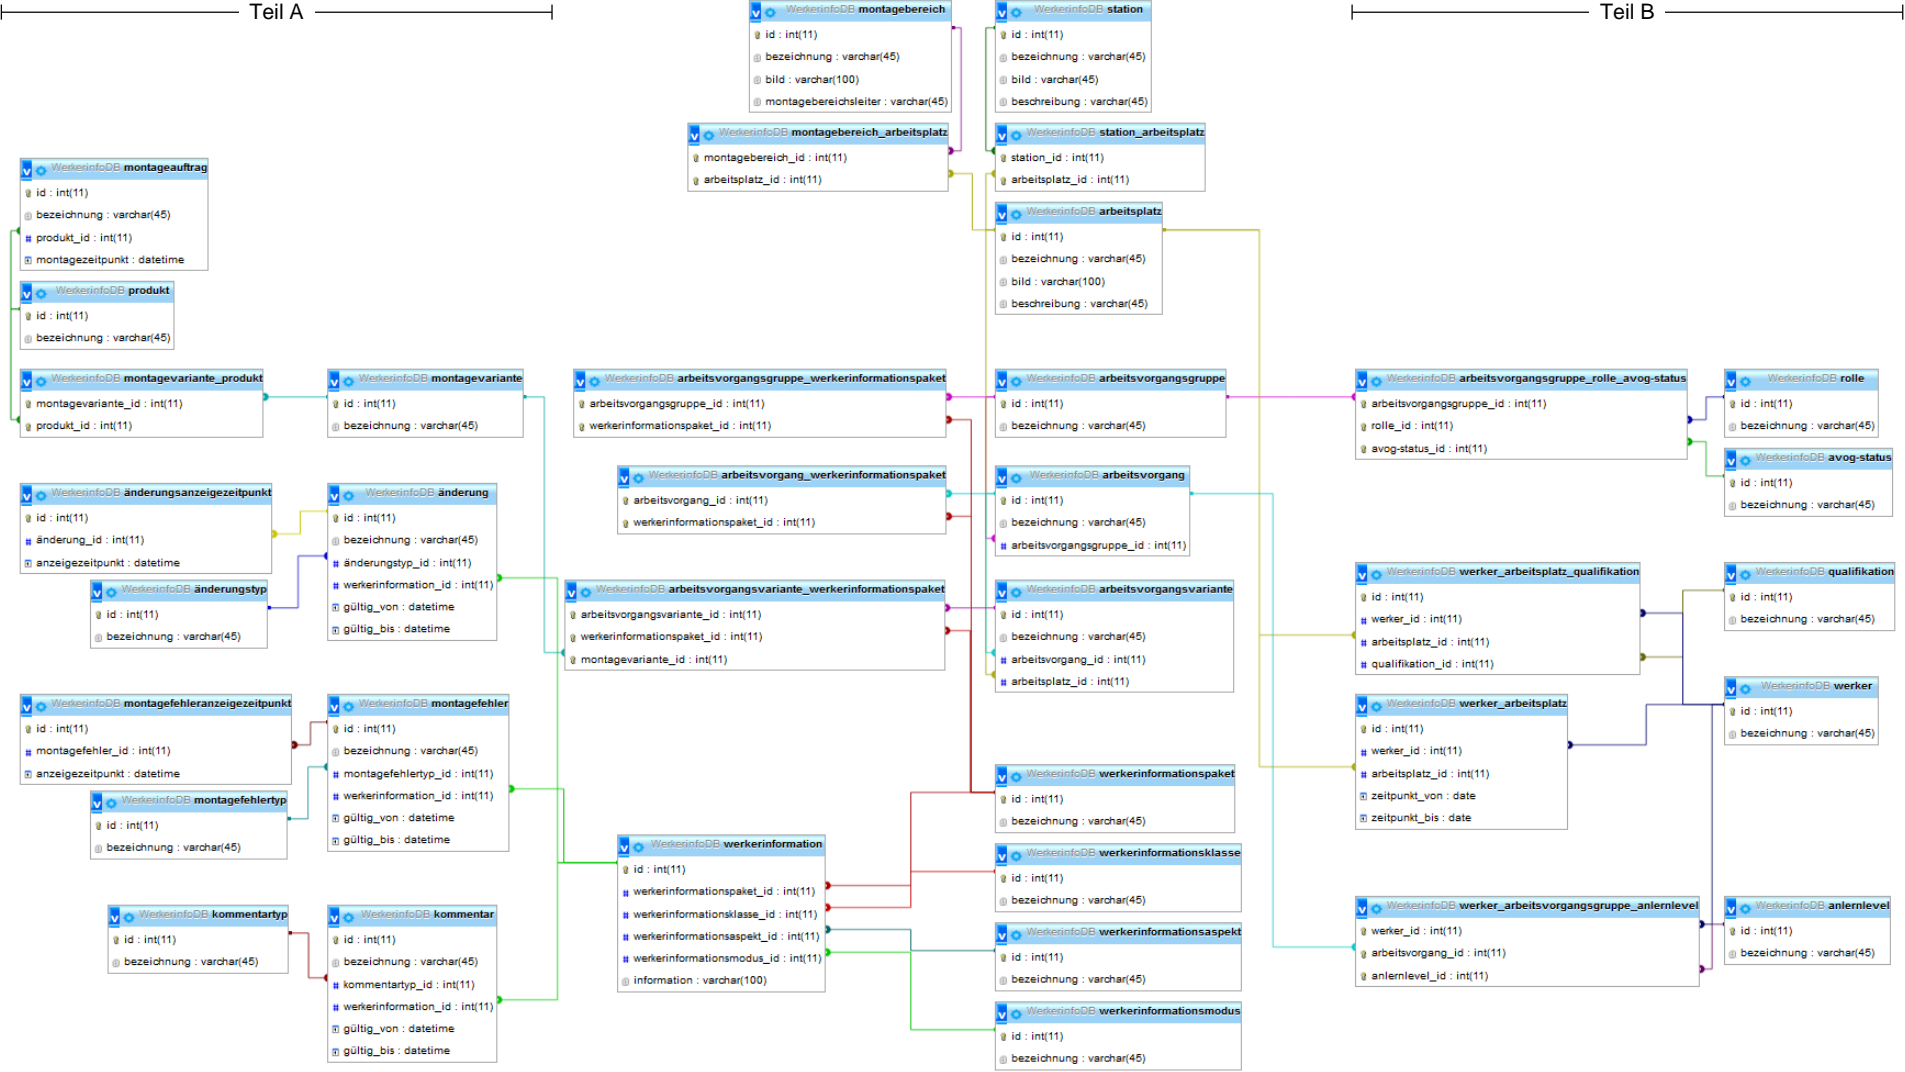 Teil A
Teil B
WerkerinfoDB montagebereich
id : int(11)
bezeichnung : varchar(45)
bild : varchar(100)
montagebereichsleiter : varchar(45)
WerkerinfoDB station
id : int(11)
bezeichnung : varchar(45)
bild : varchar(45)
beschreibung : varchar(45)
WerkerinfoDB montagebereich_arbeitsplatz
montagebereich_id : int(11)
arbeitsplatz_id : int(11)
WerkerinfoDB station_arbeitsplatz
station_id : int(11)
arbeitsplatz_id : int(11)
WerkerinfoDB montageauftrag
id : int(11)
bezeichnung : varchar(45)
produkt_id : int(11)
montagezeitpunkt : datetime
WerkerinfoDB arbeitsplatz
id : int(11)
bezeichnung : varchar(45)
bild : varchar(100)
beschreibung : varchar(45)
WerkerinfoDB produkt
id : int(11)
bezeichnung : varchar(45)
WerkerinfoDB montagevariante_produkt
montagevariante_id : int(11)
produkt_id : int(11)
WerkerinfoDB montagevariante
id : int(11)
bezeichnung : varchar(45)
WerkerinfoDB arbeitsvorgangsgruppe_werkerinformationspaket
arbeitsvorgangsgruppe_id : int(11)
werkerinformationspaket_id : int(11)
WerkerinfoDB arbeitsvorgangsgruppe
id : int(11)
bezeichnung : varchar(45)
WerkerinfoDB arbeitsvorgangsgruppe_rolle_avog-status
arbeitsvorgangsgruppe_id : int(11)
rolle_id : int(11)
avog-status_id : int(11)
WerkerinfoDB rolle
id : int(11)
bezeichnung : varchar(45)
WerkerinfoDB avog-status
id : int(11)
bezeichnung : varchar(45)
WerkerinfoDB änderungsanzeigezeitpunkt
id : int(11)
änderung_id : int(11)
anzeigezeitpunkt : datetime
WerkerinfoDB änderung
id : int(11)
bezeichnung : varchar(45)
änderungstyp_id : int(11)
werkerinformation_id : int(11)
gültig_von : datetime
gültig_bis : datetime
WerkerinfoDB arbeitsvorgang_werkerinformationspaket
arbeitsvorgang_id : int(11)
werkerinformationspaket_id : int(11)
WerkerinfoDB arbeitsvorgang
id : int(11)
bezeichnung : varchar(45)
arbeitsvorgangsgruppe_id : int(11)
WerkerinfoDB änderungstyp
id : int(11)
bezeichnung : varchar(45)
WerkerinfoDB arbeitsvorgangsvariante_werkerinformationspaket
arbeitsvorgangsvariante_id : int(11)
werkerinformationspaket_id : int(11)
montagevariante_id : int(11)
WerkerinfoDB arbeitsvorgangsvariante
id : int(11)
bezeichnung : varchar(45)
arbeitsvorgang_id : int(11)
arbeitsplatz_id : int(11)
WerkerinfoDB werker_arbeitsplatz_qualifikation
id : int(11)
werker_id : int(11)
arbeitsplatz_id : int(11)
qualifikation_id : int(11)
WerkerinfoDB qualifikation
id : int(11)
bezeichnung : varchar(45)
WerkerinfoDB werker
id : int(11)
bezeichnung : varchar(45)
WerkerinfoDB montagefehleranzeigezeitpunkt
id : int(11)
montagefehler_id : int(11)
anzeigezeitpunkt : datetime
WerkerinfoDB montagefehler
id : int(11)
bezeichnung : varchar(45)
montagefehlertyp_id : int(11)
werkerinformation_id : int(11)
gültig_von : datetime
gültig_bis : datetime
WerkerinfoDB werker_arbeitsplatz
id : int(11)
werker_id : int(11)
arbeitsplatz_id : int(11)
zeitpunkt_von : date
zeitpunkt_bis : date
WerkerinfoDB montagefehlertyp
id : int(11)
bezeichnung : varchar(45)
WerkerinfoDB werkerinformationspaket
id : int(11)
bezeichnung : varchar(45)
WerkerinfoDB werkerinformation
id : int(11)
werkerinformationspaket_id : int(11)
werkerinformationsklasse_id : int(11)
werkerinformationsaspekt_id : int(11)
werkerinformationsmodus_id : int(11)
information : varchar(100)
WerkerinfoDB werkerinformationsklasse
id : int(11)
bezeichnung : varchar(45)
WerkerinfoDB kommentartyp
id : int(11)
bezeichnung : varchar(45)
WerkerinfoDB kommentar
id : int(11)
bezeichnung : varchar(45)
kommentartyp_id : int(11)
werkerinformation_id : int(11)
gültig_von : datetime
gültig_bis : datetime
WerkerinfoDB werkerinformationsaspekt
id : int(11)
bezeichnung : varchar(45)
WerkerinfoDB werkerinformationsmodus
id : int(11)
bezeichnung : varchar(45)
WerkerinfoDB werker_arbeitsvorgangsgruppe_anlernlevel
werker_id : int(11)
arbeitsvorgang_id : int(11)
anlernlevel_id : int(11)
WerkerinfoDB anlernlevel
id : int(11)
bezeichnung : varchar(45)